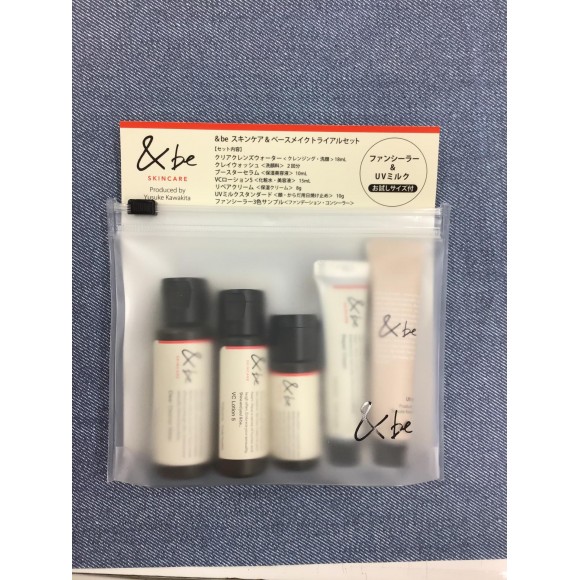 &be
SKINCARE
Produced by
Yusuke Kawakita
&be スキンケア&ベースメイクトライアルセット
【セット内容】
クリアクレンズウォーター<クレンジング・洗顔> 18mL
クレイウォッシュ<洗顔料> 2回分
ブースターセラム<保湿美容液> 10mL
VCローション5<化粧水・美容液> 15mL
リペアクリーム<保湿クリーム> 8g
UVミルクスタンダード<顔・からだ用日焼け止め> 10g
ファンシーラー3色サンプル<ファンデーション・コンシーラー>
ファンシーラー
&
UVミルク
お試しサイズ付
&be
SKINCARE
&be
SKINCARE
VC Lotion 5
&be
&be
&be
&be